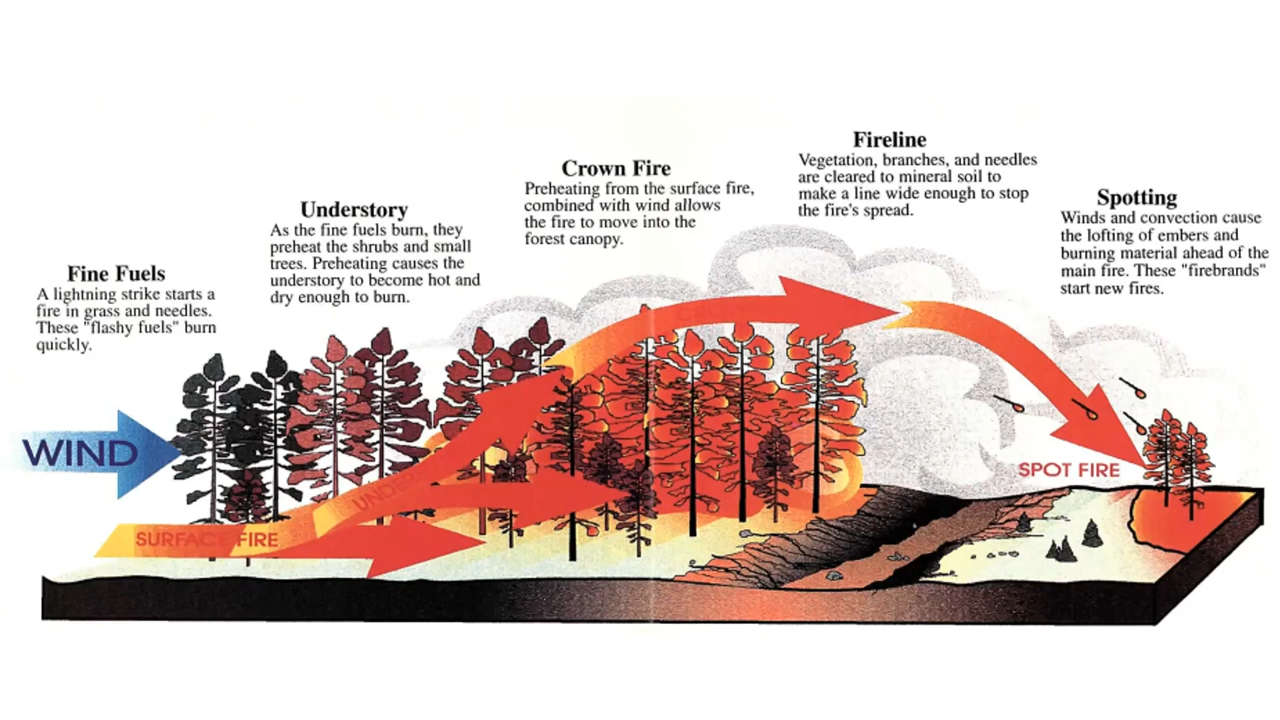 Fine Fuels
A lightning strike starts a
fire in grass and needles.
These "flashy fuels" burn
quickly.
Understory
As the fine fuels burn, they
preheat the shrubs and small
trees. Preheating causes the
understory to become hot and
dry enough to burn.
Crown Fire
Preheating from the surface fire,
combined with wind allows
the fire to move into the
forest canopy.
Fireline
Vegetation, branches, and needles
are cleared to mineral soil to
make a line wide enough to stop
the fire's spread.
Spotting
Winds and convection cause
the lofting of embers and
burning material ahead of the
main fire. These "firebrands"
start new fires.
WIND
SURFACE FIRE
SPOT FIRE